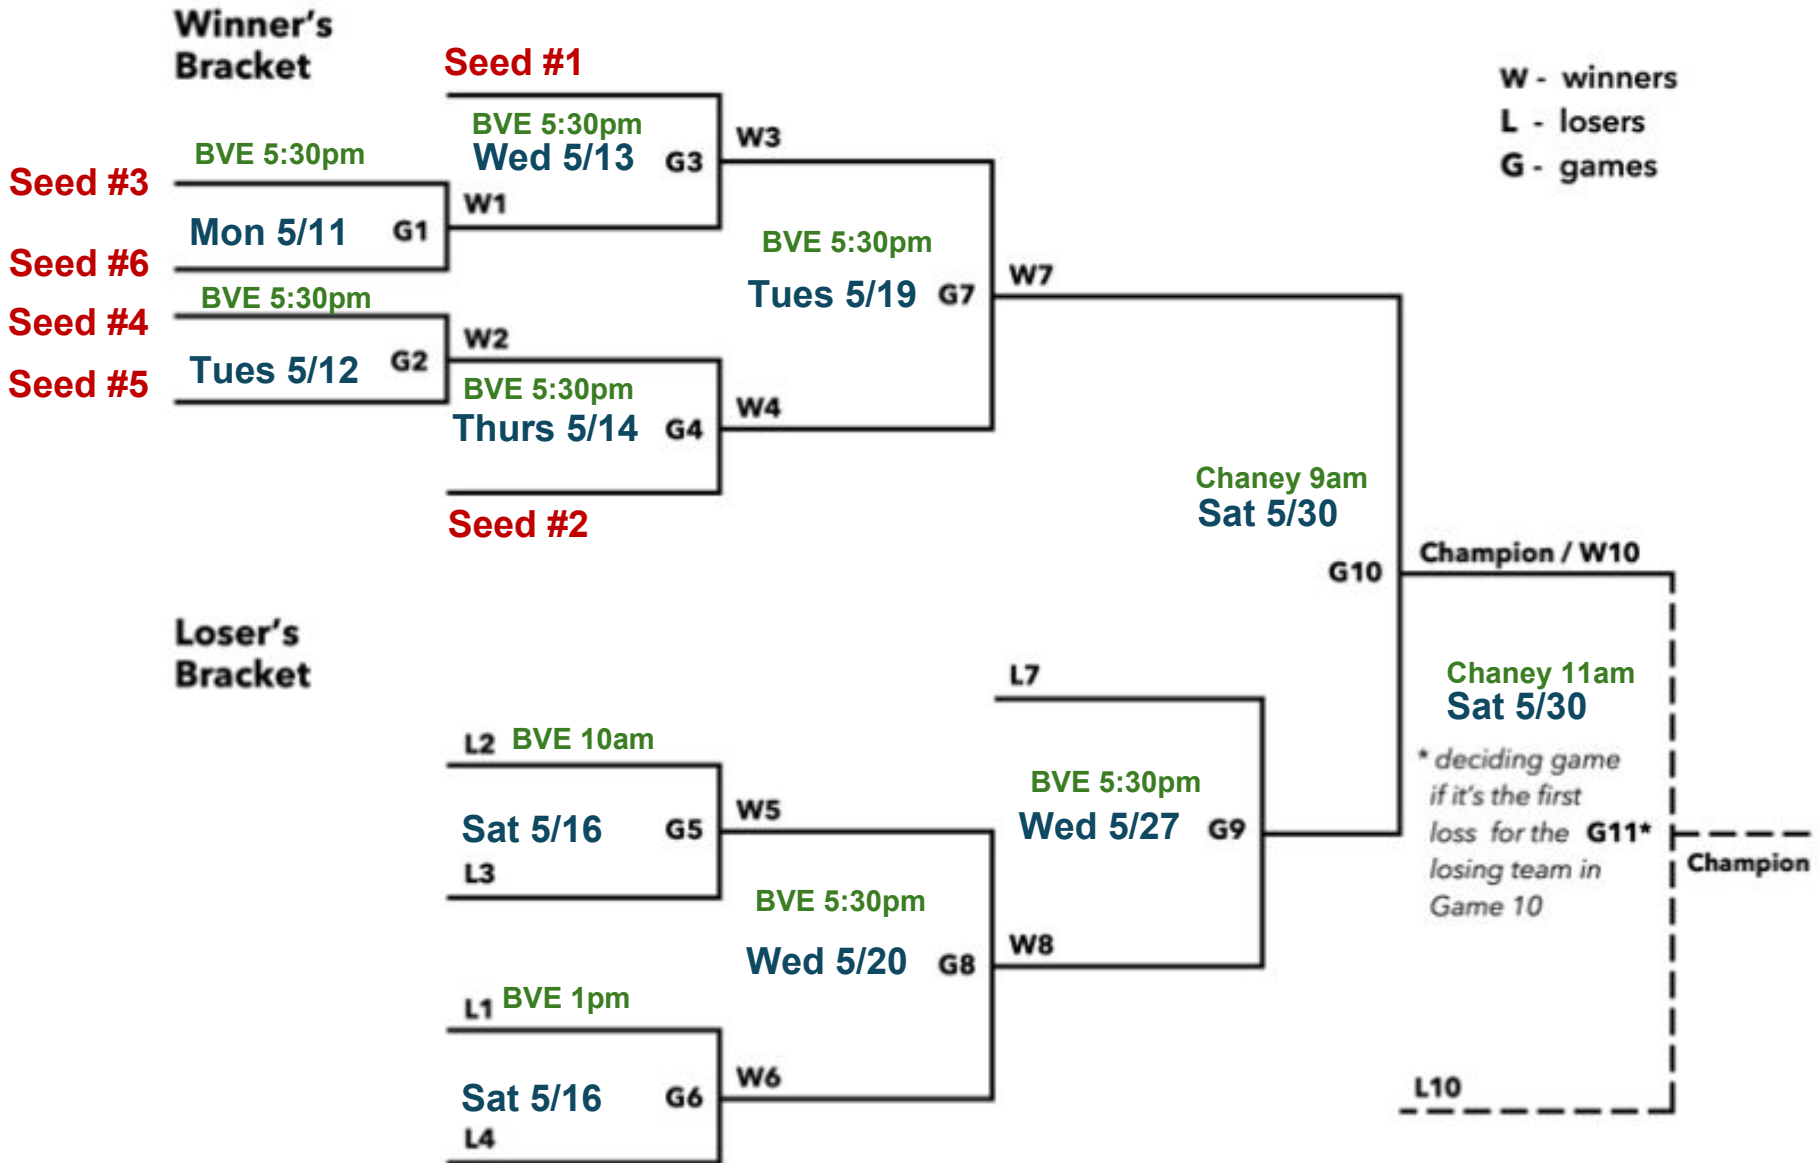 Winner's
Bracket
Seed #1
W - winners
L - losers
G - games
BVE 5:30pm
Wed 5/13
G3
W3
BVE 5:30pm
Seed #3
Mon 5/11
G1
W1
Seed #6
BVE 5:30pm
Seed #4
Tues 5/12
G2
W2
Seed #5
BVE 5:30pm
Thurs 5/14
G4
W4
Seed #2
BVE 5:30pm
Tues 5/19
G7
W7
Chaney 9am
Sat 5/30
G10
Champion / W10
Loser's
Bracket
L2
BVE 10am
Sat 5/16
G5
W5
L3
L1
BVE 1pm
Sat 5/16
G6
W6
L4
BVE 5:30pm
Wed 5/20
G8
W8
L7
BVE 5:30pm
Wed 5/27
G9
Chaney 11am
Sat 5/30
* deciding game
if it's the first
loss for the G11*
losing team in
Game 10
Champion
L10